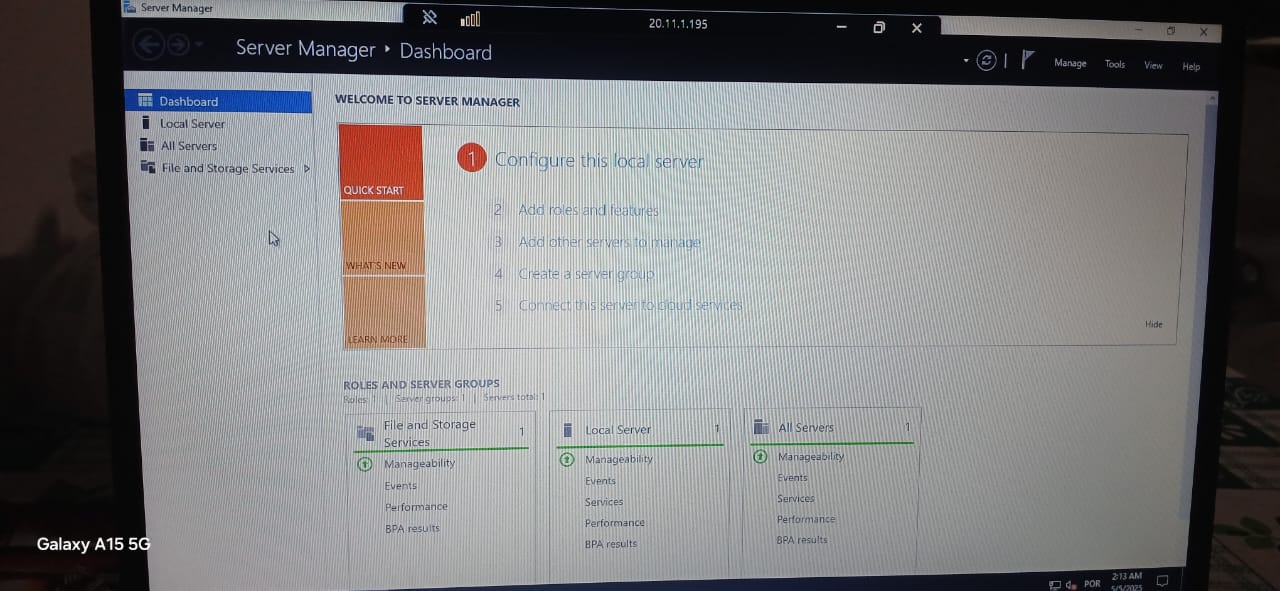 Server Manager
20.11.1.195
Server Manager • Dashboard
Manage Tools View Help
Dashboard
Local Server
All Servers
File and Storage Services
WELCOME TO SERVER MANAGER
QUICK START
WHAT'S NEW
LEARN MORE
1 Configure this local server
2 Add roles and features
3 Add other servers to manage
4 Create a server group
5 Connect this server to cloud services
Hide
ROLES AND SERVER GROUPS
Roles: 1 | Server groups: 1 | Servers total: 1
File and Storage
Services
1
Manageability
Events
Performance
BPA results
Local Server 1
Manageability
Events
Services
Performance
BPA results
All Servers 1
Manageability
Events
Services
Performance
BPA results
Galaxy A15 5G
POR
2:13 AM
5/5/2025